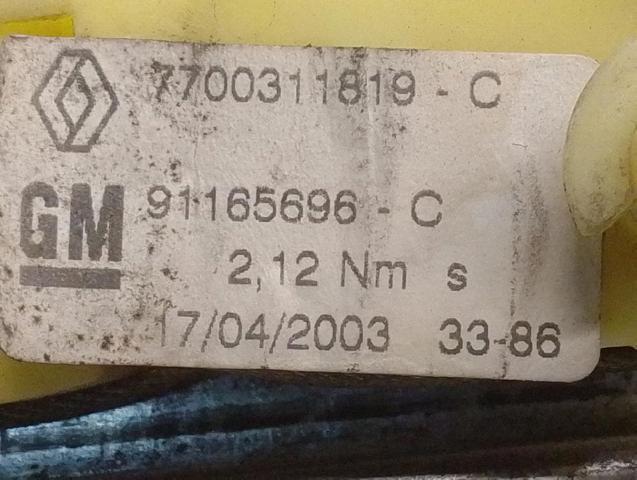 7700311819 - C
GM 91165696 - C
2,12 Nm s
17/04/2003 33-86